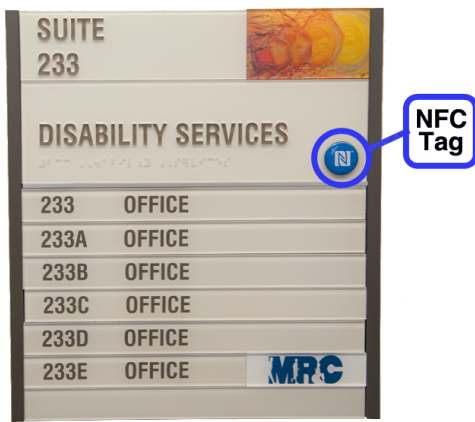 SUITE
233
DISABILITY SERVICES
NFC
Tag
N
233 OFFICE
233A OFFICE
233B OFFICE
233C OFFICE
233D OFFICE
233E OFFICE
MRC